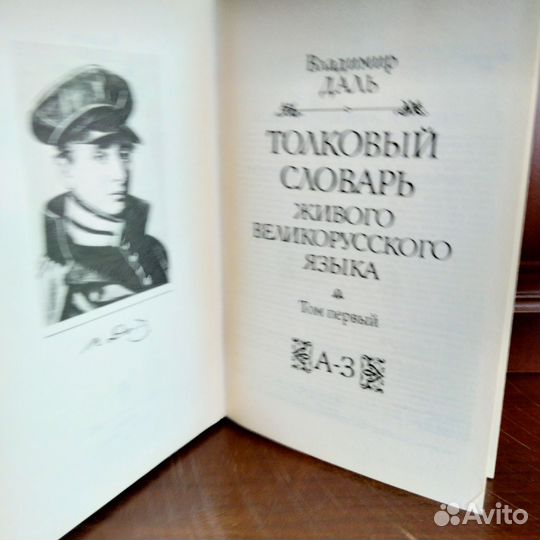 Владимир
ДАЛЬ
ТОЛКОВЫЙ
СЛОВАРЬ
ЖИВОГО
ВЕЛИКОРУССКОГО
ЯЗЫКА
Том первый
А-З
Avito